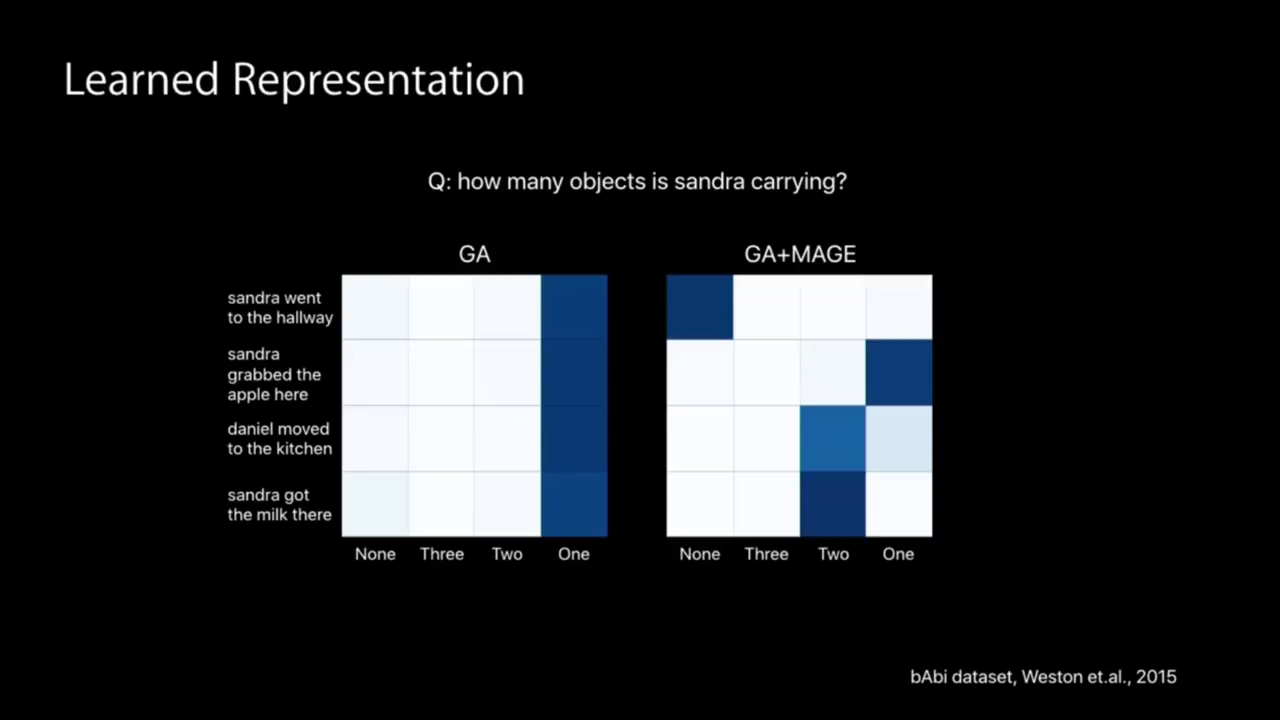 Learned Representation
Q: how many objects is sandra carrying?
GA
GA+MAGE
sandra went
to the hallway
sandra
grabbed the
apple here
daniel moved
to the kitchen
sandra got
the milk there
None Three Two One
None Three Two One
bAbi dataset, Weston et.al., 2015